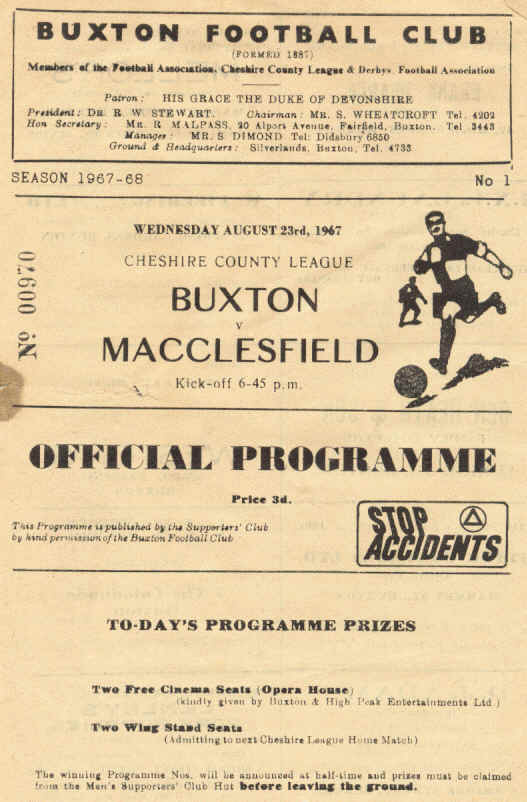 BUXTON FOOTBALL CLUB
(FORMED 1887)
Members of the Football Association, Cheshire County League & Derbys. Football Association
Patron: HIS GRACE THE DUKE OF DEVONSHIRE
President: DR. R. W. STEWART. Chairman: MR. S. WHEATCROFT Tel. 4202
Hon Secretary: MR. R. MALPASS, 20 Alport Avenue, Fairfield, Buxton. Tel 3443
Manager: MR. S DIMOND Tel: Didsbury 6850
Ground & Headquarters: Silverlands, Buxton, Tel. 4733
SEASON 1967-68 No 1
WEDNESDAY AUGUST 23rd, 1967
CHESHIRE COUNTY LEAGUE
BUXTON
v
MACCLESFIELD
Kick-off 6-45 p.m.
No 00970
OFFICIAL PROGRAMME
Price 3d.
This Programme is published by the Supporters' Club
by kind permission of the Buxton Football Club
STOP
ACCIDENTS
TO-DAY'S PROGRAMME PRIZES
Two Free Cinema Seats (Opera House)
(kindly given by Buxton & High Peak Entertainments Ltd.)
Two Wing Stand Seats
(Admitting to next Cheshire League Home Match)
The winning Programme Nos. will be announced at half-time and prizes must be claimed
from the Men's Supporters' Club Hut before leaving the ground.